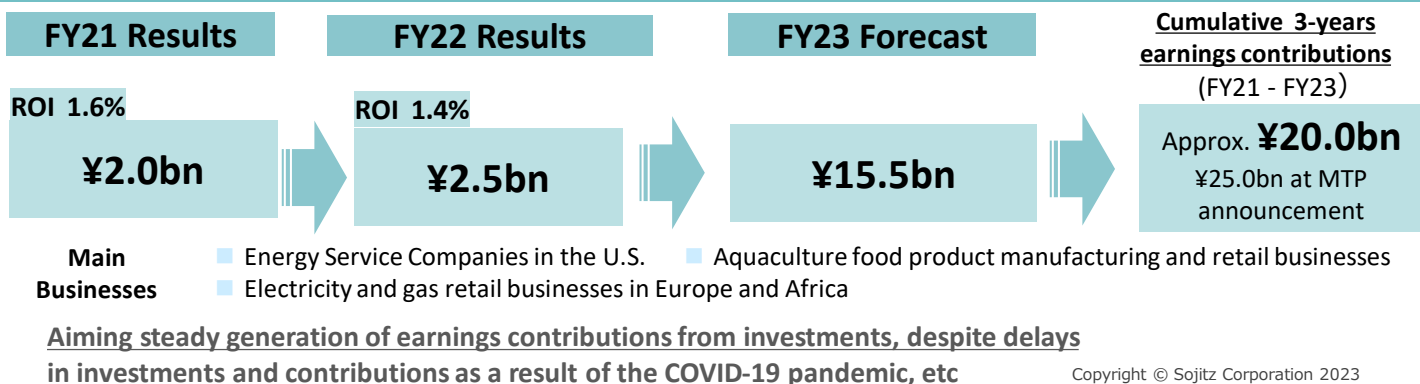 FY21 Results
FY22 Results
FY23 Forecast
Cumulative 3-years
earnings contributions
(FY21 - FY23）
ROI 1.6%
¥2.0bn
ROI 1.4%
¥2.5bn
¥15.5bn
Approx. ¥20.0bn
¥25.0bn at MTP
announcement
Main
Businesses
Energy Service Companies in the U.S.
Aquaculture food product manufacturing and retail businesses
Electricity and gas retail businesses in Europe and Africa
Aiming steady generation of earnings contributions from investments, despite delays
in investments and contributions as a result of the COVID-19 pandemic, etc
Copyright © Sojitz Corporation 2023